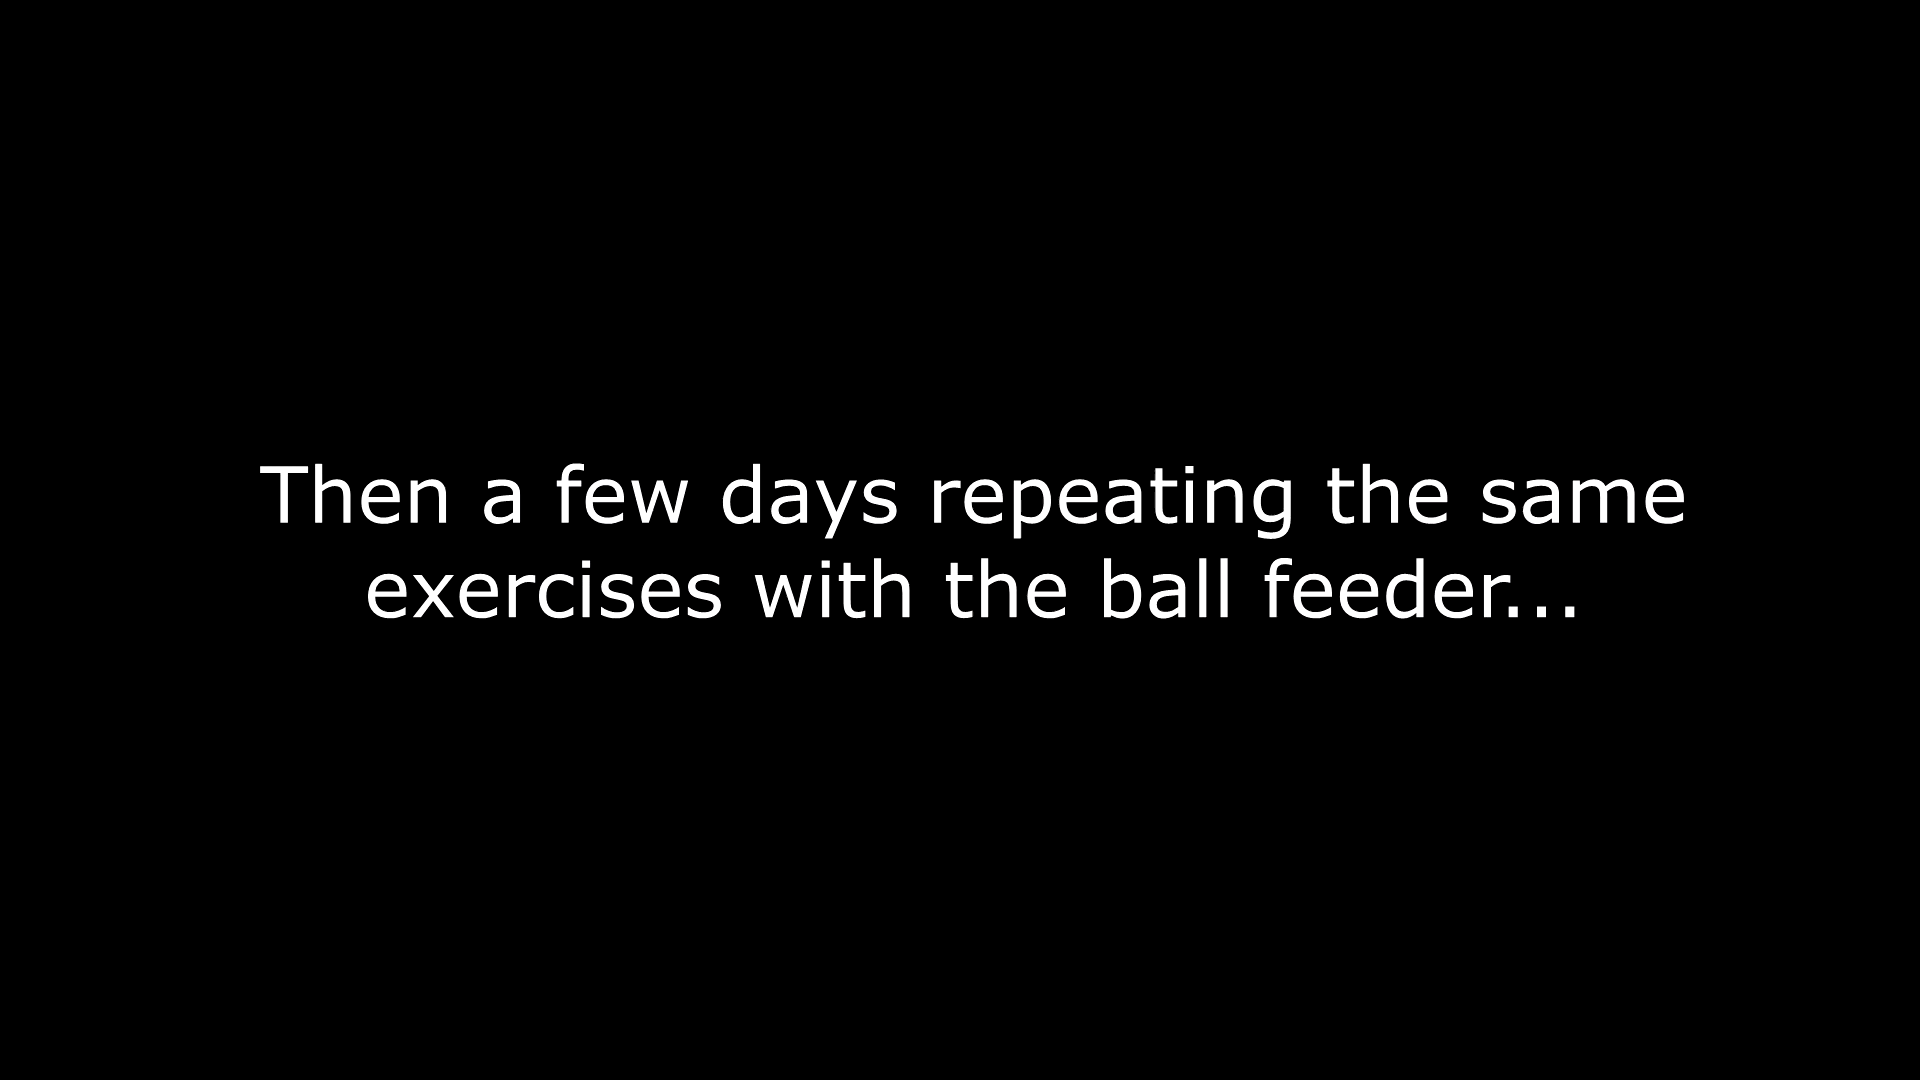 Then a few days repeating the same
exercises with the ball feeder...